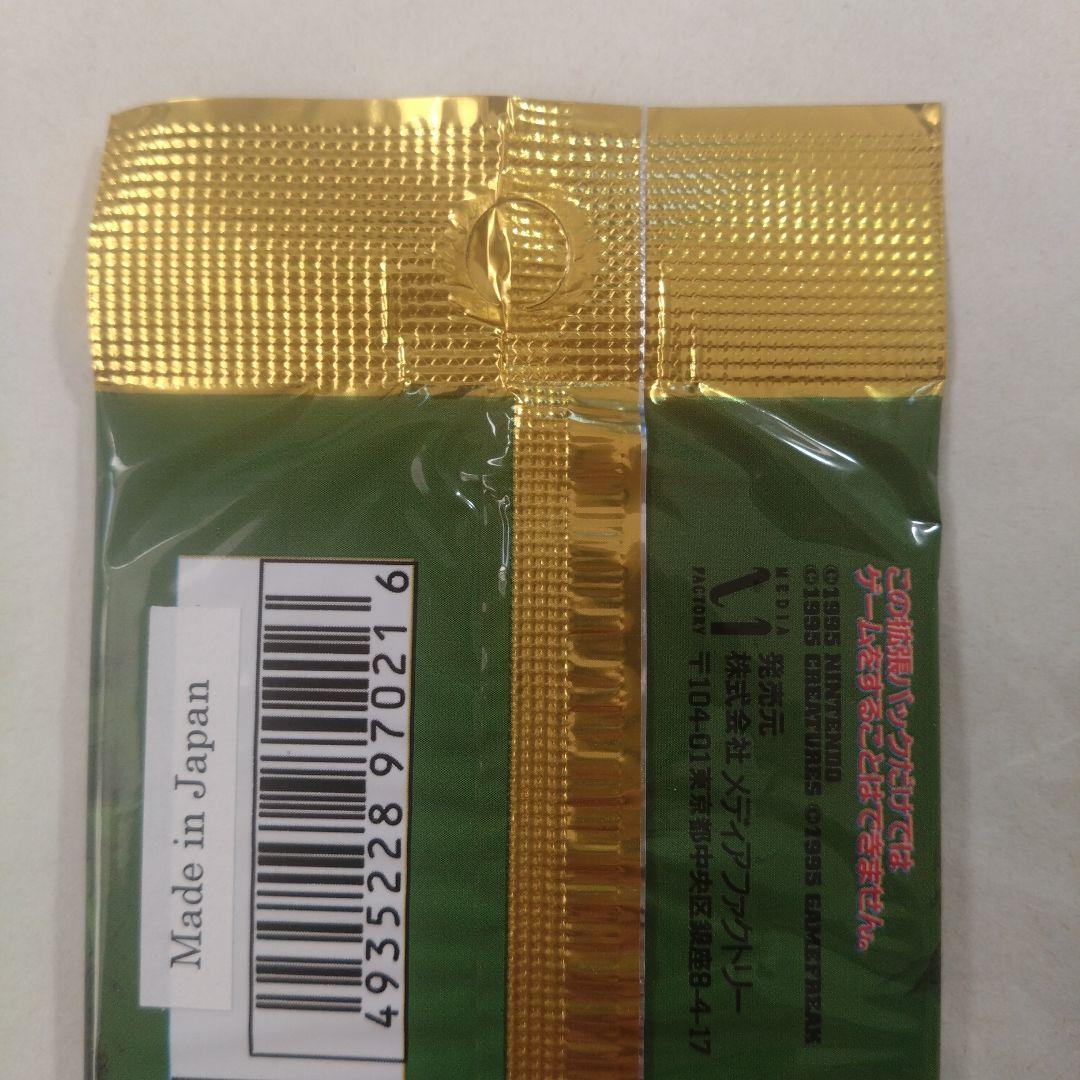 Made in Japan
4935228970216
この拡張パックだけでは
ゲームをすることはできません。
©1995 NINTENDO
©1995 CREATURES ©1995 GAMEFREAK
MEDIA
FACTORY
発売元
株式会社 メディアファクトリー
〒104-01 東京都中央区銀座8-4-17